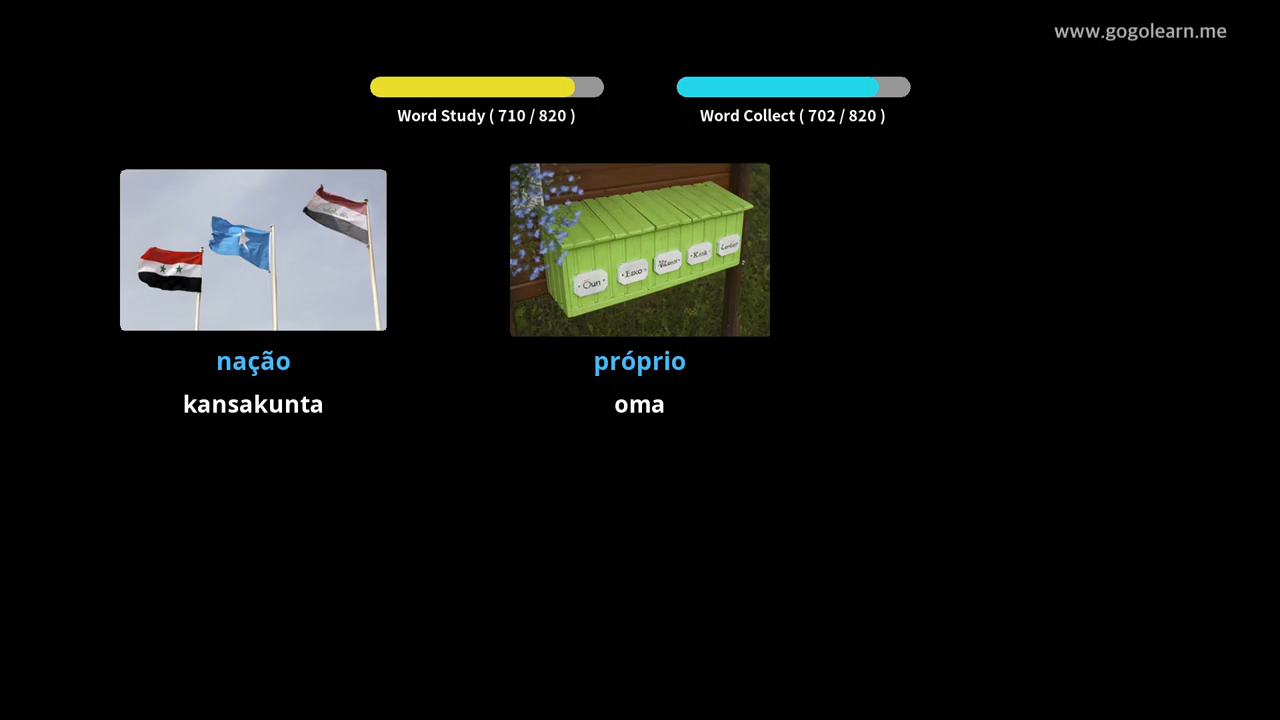 www.gogolearn.me
Word Study ( 710 / 820 )
Word Collect ( 702 / 820 )
nação
kansakunta
próprio
oma